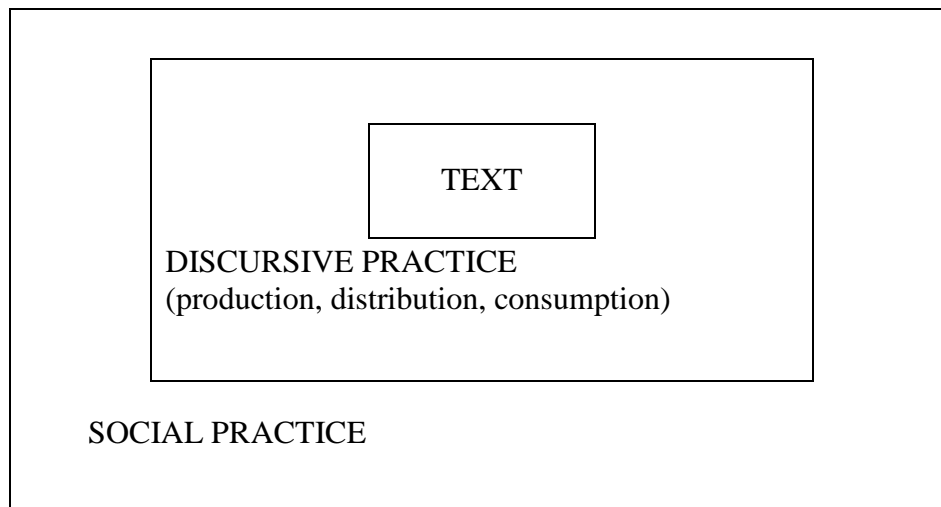 TEXT
DISCURSIVE PRACTICE
(production, distribution, consumption)
SOCIAL PRACTICE